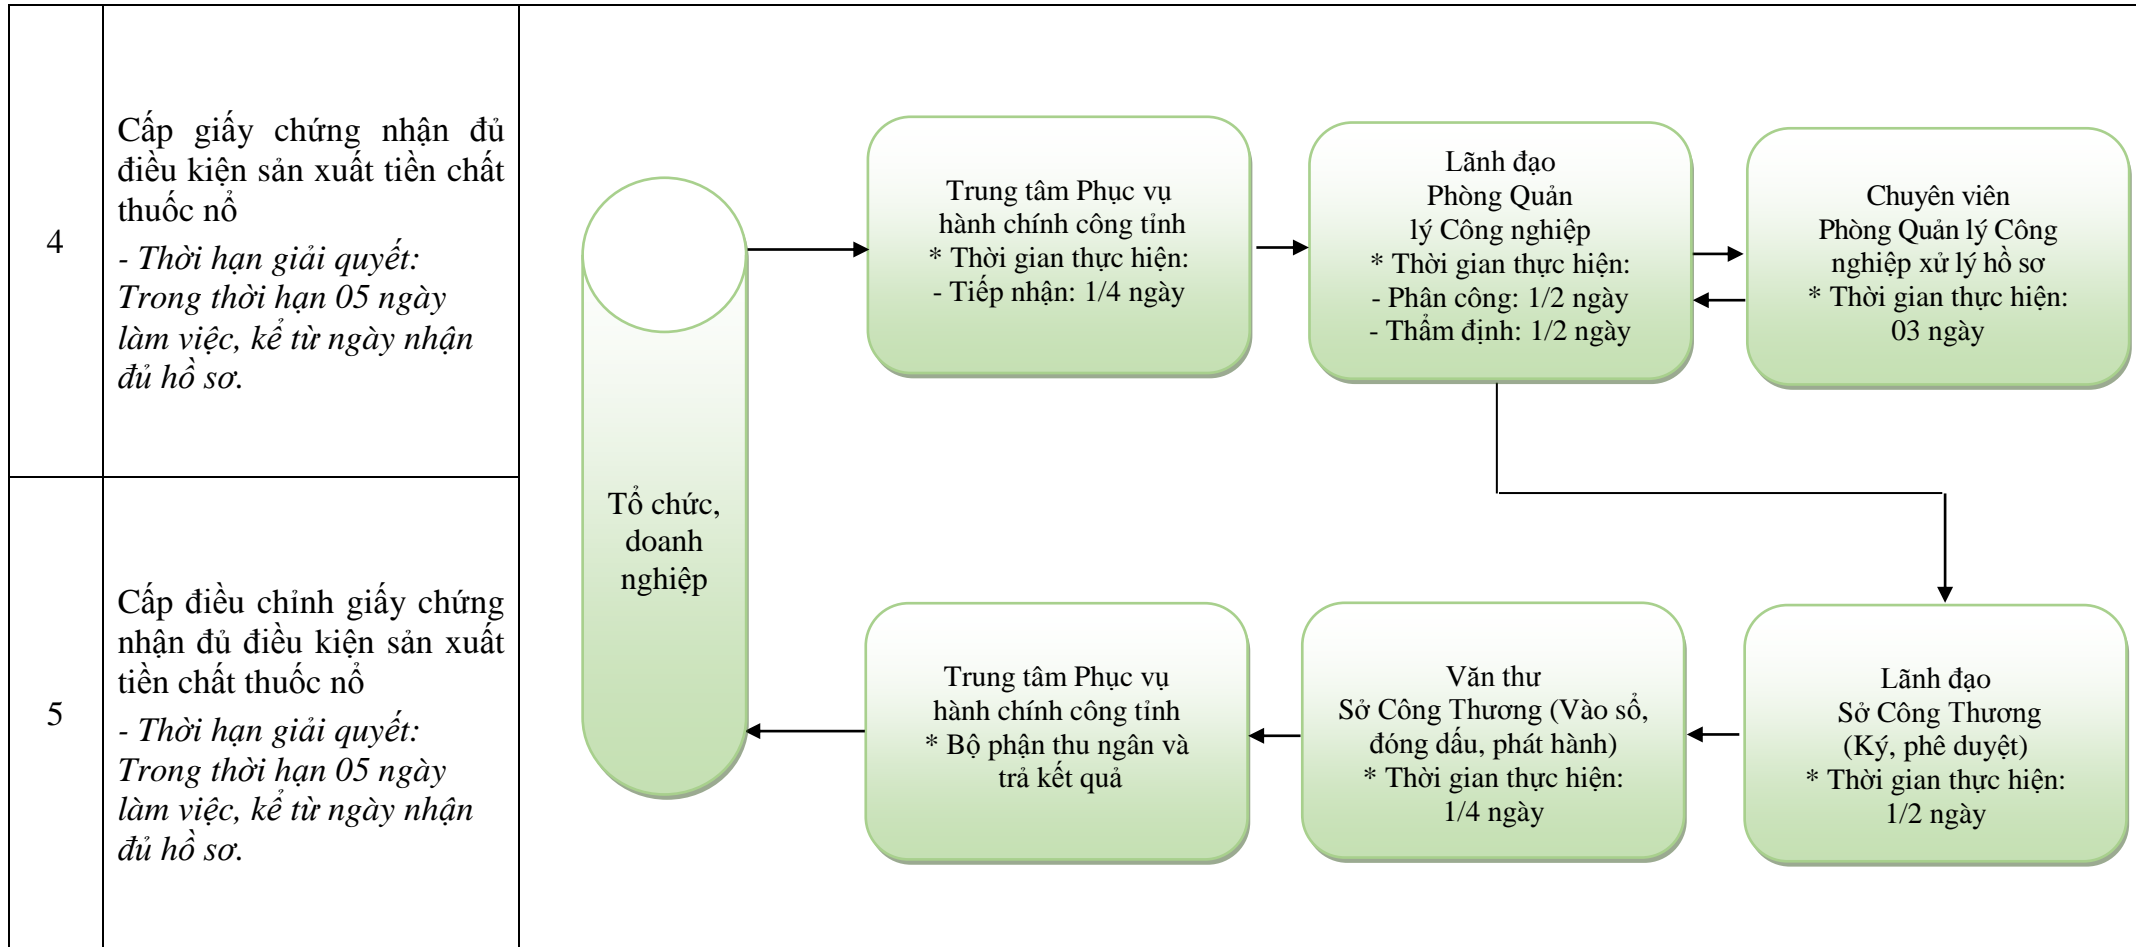 4
Cấp giấy chứng nhận đủ
điều kiện sản xuất tiền chất
thuốc nổ
- Thời hạn giải quyết:
Trong thời hạn 05 ngày
làm việc, kể từ ngày nhận
đủ hồ sơ.
5
Cấp điều chỉnh giấy chứng
nhận đủ điều kiện sản xuất
tiền chất thuốc nổ
- Thời hạn giải quyết:
Trong thời hạn 05 ngày
làm việc, kể từ ngày nhận
đủ hồ sơ.
Tổ chức,
doanh
nghiệp
Trung tâm Phục vụ
hành chính công tỉnh
* Thời gian thực hiện:
- Tiếp nhận: 1/4 ngày
Lãnh đạo
Phòng Quản
lý Công nghiệp
* Thời gian thực hiện:
- Phân công: 1/2 ngày
- Thẩm định: 1/2 ngày
Chuyên viên
Phòng Quản lý Công
nghiệp xử lý hồ sơ
* Thời gian thực hiện:
03 ngày
Trung tâm Phục vụ
hành chính công tỉnh
* Bộ phận thu ngân và
trả kết quả
Văn thư
Sở Công Thương (Vào sổ,
đóng dấu, phát hành)
* Thời gian thực hiện:
1/4 ngày
Lãnh đạo
Sở Công Thương
(Ký, phê duyệt)
* Thời gian thực hiện:
1/2 ngày